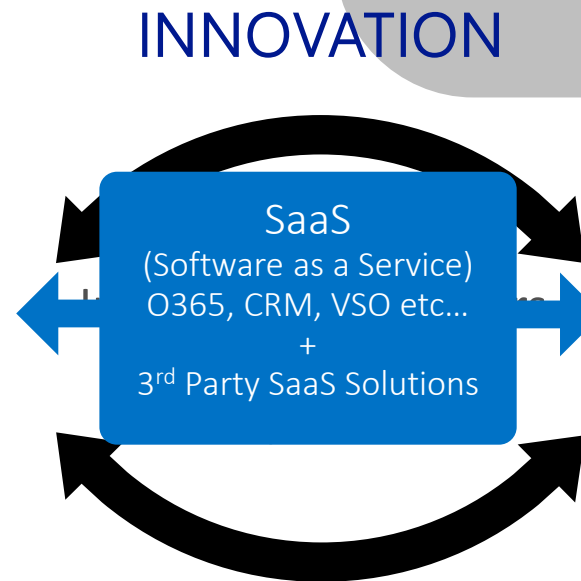 INNOVATION
SaaS
(Software as a Service)
O365, CRM, VSO etc…
+
3rd Party SaaS Solutions